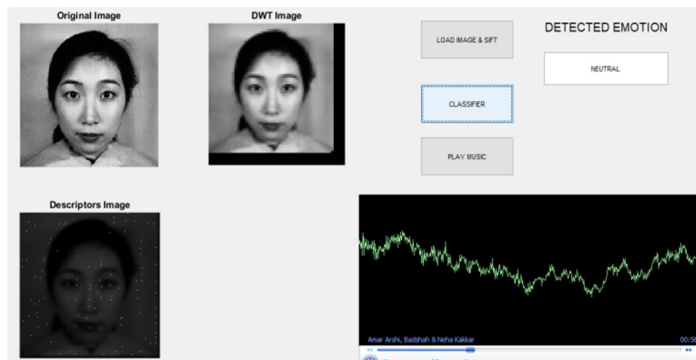 Original Image
DWT Image
LOAD IMAGE & SIFT
DETECTED EMOTION
NEUTRAL
CLASSIFIER
PLAY MUSIC
Descriptors Image
Amar Arshi, Badshah & Neha Kakkar